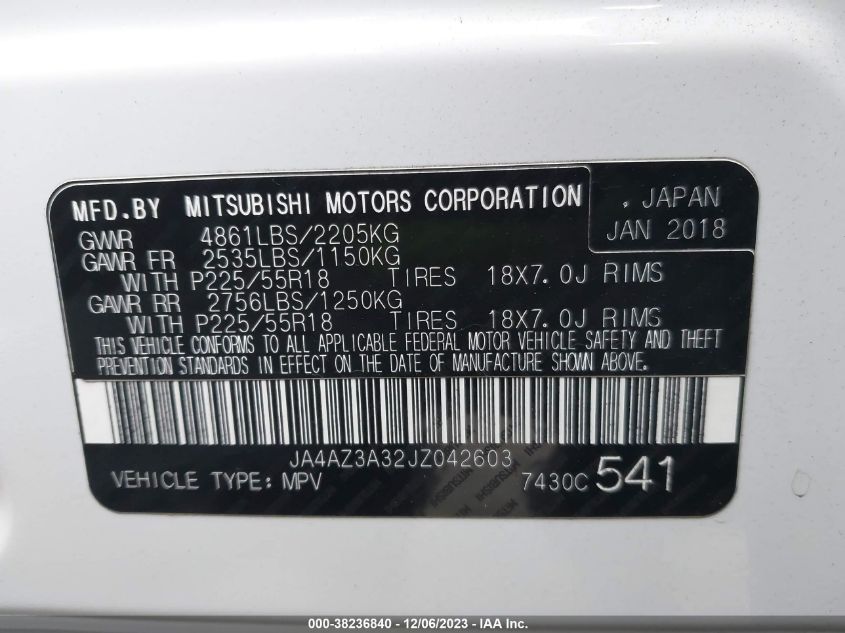 MFD.BY MITSUBISHI MOTORS CORPORATION
, JAPAN
JAN 2018
GVWR 4861LBS/2205KG
GAWR FR 2535LBS/1150KG
WITH P225/55R18 TIRES 18X7.0J RIMS
GAWR RR 2756LBS/1250KG
WITH P225/55R18 TIRES 18X7.0J RIMS
THIS VEHICLE CONFORMS TO ALL APPLICABLE FEDERAL MOTOR VEHICLE SAFETY AND THEFT
PREVENTION STANDARDS IN EFFECT ON THE DATE OF MANUFACTURE SHOWN ABOVE.
JA4AZ3A32JZ042603
VEHICLE TYPE: MPV 7430C 541
MITSUBISHI
000-38236840 - 12/06/2023 - IAA Inc.